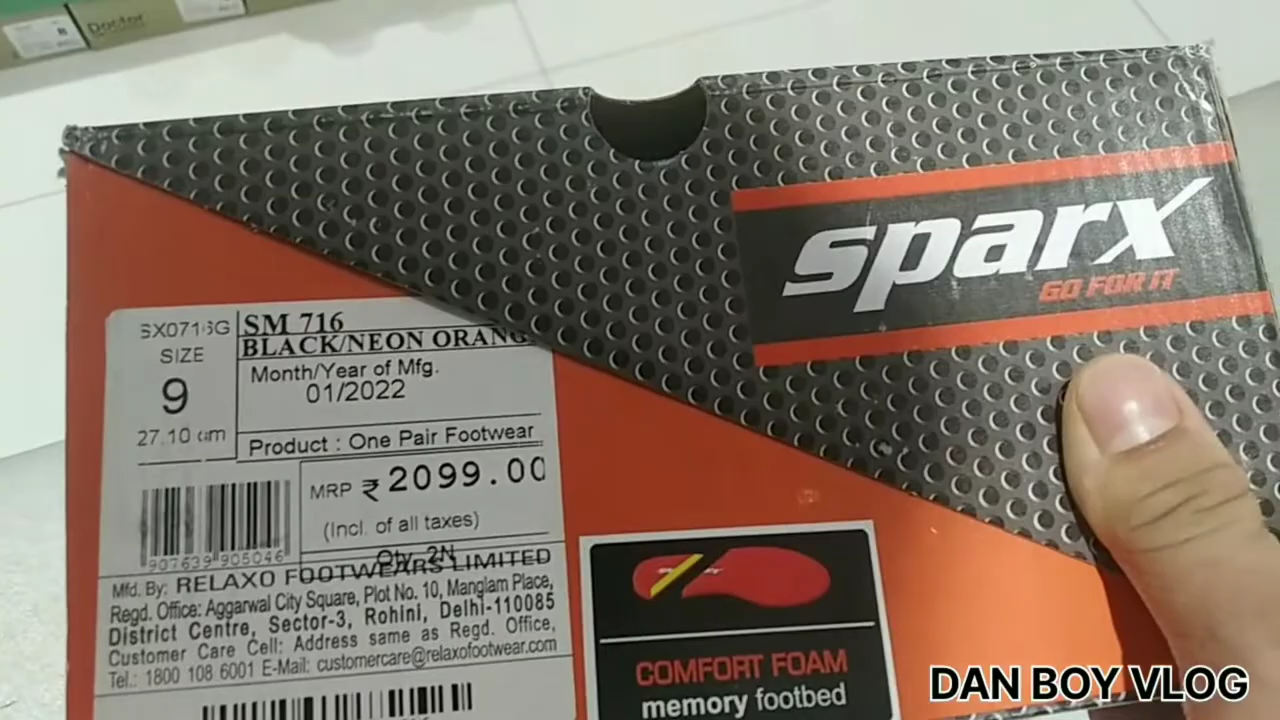 Doctor
sparx
GO FOR IT
SM 716
SIZE
BLACK/NEON ORANG
9
Month/Year of Mfg.
01/2022
27.10 cm
Product : One Pair Footwear
MRP ₹ 2099.00
(Incl. of all taxes)
Qty. 2N
907639 905046
Mfd. By: RELAXO FOOTWEARS LIMITED
Regd. Office: Aggarwal City Square, Plot No. 10, Manglam Place,
District Centre, Sector-3, Rohini, Delhi-110085
Customer Care Cell: Address same as Regd. Office,
Tel.: 1800 108 6001 E-Mail: customercare@relaxofootwear.com
COMFORT FOAM
memory footbed
DAN BOY VLOG